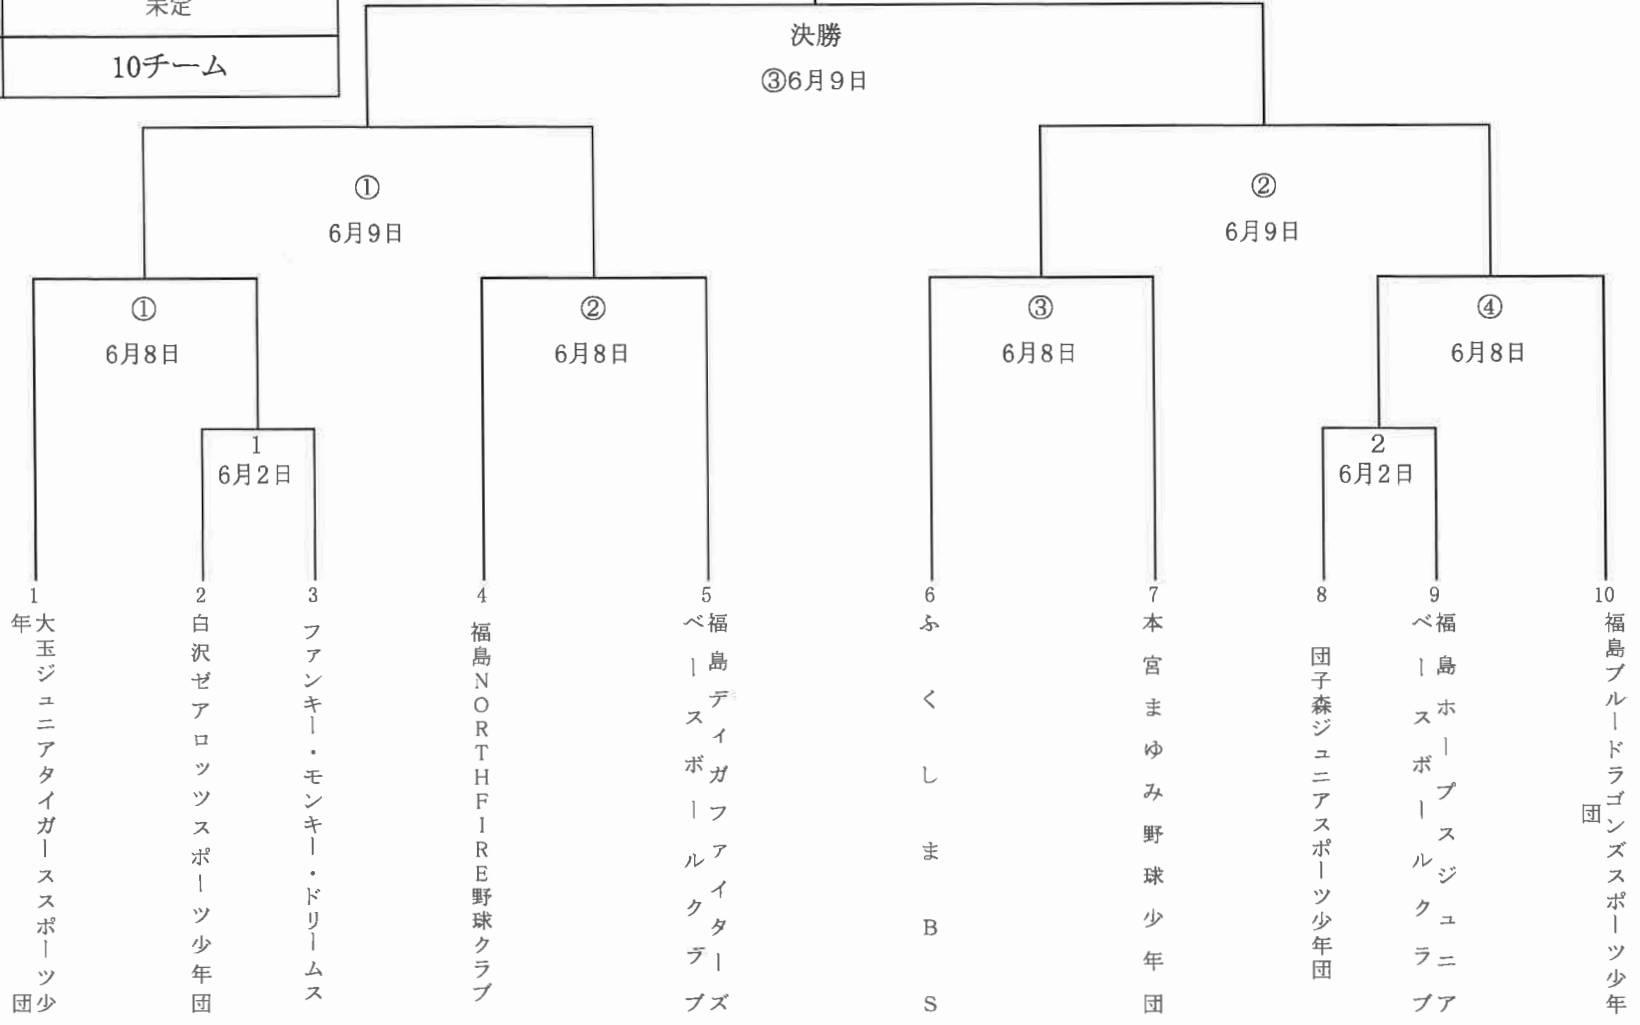 未定
10チーム
決勝
③6月9日
①
6月9日
②
6月9日
①
6月8日
②
6月8日
③
6月8日
④
6月8日
1
6月2日
2
6月2日
1
大玉ジュニアタイガーススポーツ少
年団
2
白沢ゼアロッツスポーツ少年団
3
ファンキー・モンキー・ドリームス
4
福島NORTHFIRE野球クラブ
5
福島ディガファイターズ
ベースボールクラブ
6
ふくしまBS
7
本宮まゆみ野球少年団
8
団子森ジュニアスポーツ少年団
9
福島ホープスジュニア
ベースボールクラブ
10
福島ブルードラゴンズスポーツ少年
団